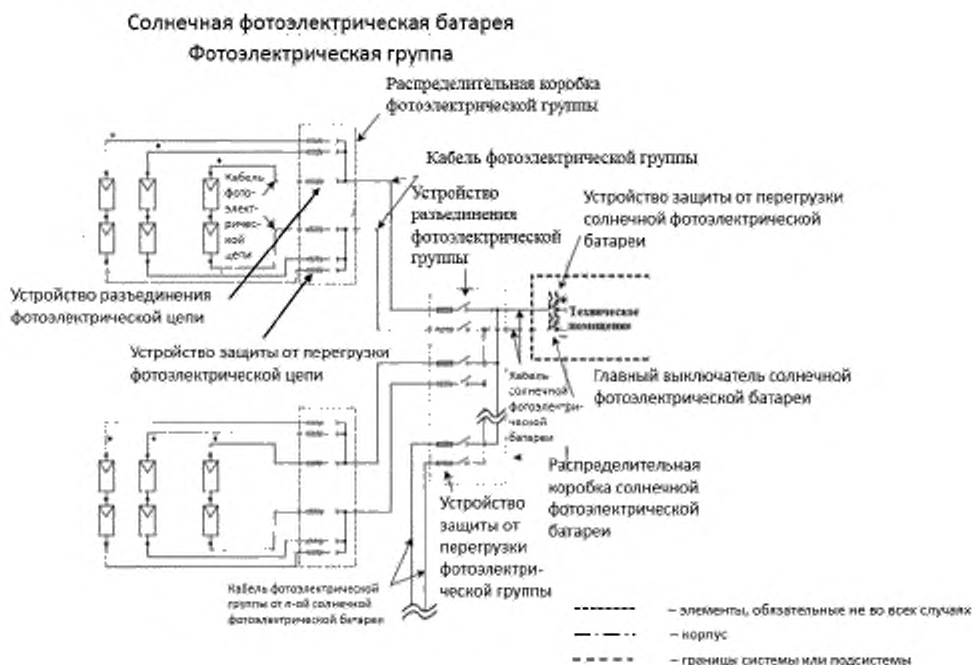 Солнечная фотоэлектрическая батарея
Фотоэлектрическая группа
Распределительная коробка
фотоэлектрической группы
Кабель фотоэлектрической группы
Кабель
фото-
элект-
ричес-
кой
цепи
Устройство
разъединения
фотоэлектрической
группы
Устройство защиты от перегрузки
солнечной фотоэлектрической
батареи
Устройство разъединения
фотоэлектрической цепи
Техническое
помещение
Устройство защиты от перегрузки
фотоэлектрической цепи
Кабель
солнечной
фотоэлектри-
ческой
батареи
Главный выключатель солнечной
фотоэлектрической батареи
Распределительная
коробка солнечной
фотоэлектрической
батареи
Устройство
защиты от
перегрузки
фотоэлектри-
ческой группы
Кабель фотоэлектрической
группы от n-ой солнечной
фотоэлектрической батареи
– элементы, обязательные не во всех случаях
– корпус
– границы системы или подсистемы